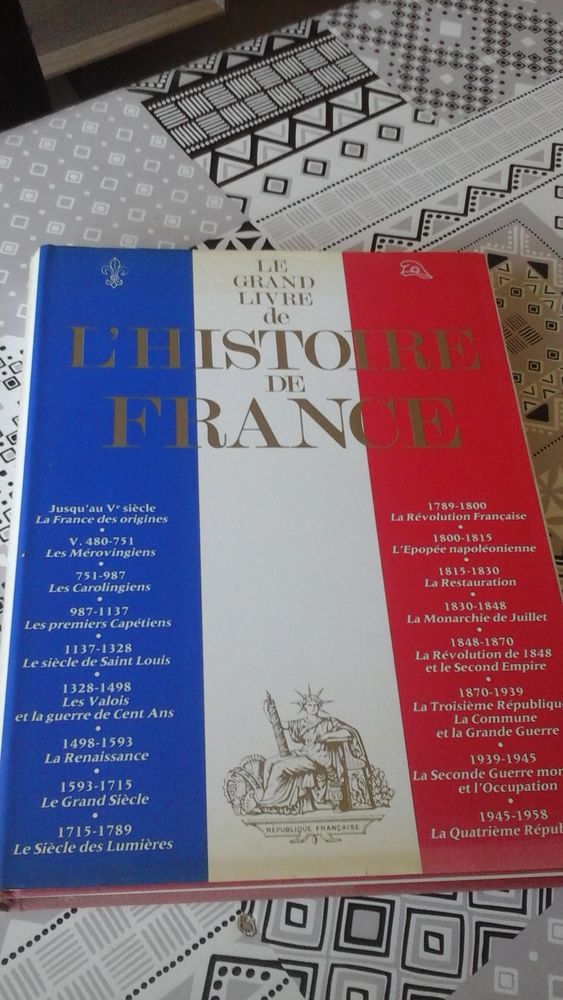 LE
GRAND
LIVRE
de
L'HISTOIRE
DE
FRANCE
Jusqu'au Ve siècle
La France des origines
V. 480-751
Les Mérovingiens
751-987
Les Carolingiens
987-1137
Les premiers Capétiens
1137-1328
Le siècle de Saint Louis
1328-1498
Les Valois
et la guerre de Cent Ans
1498-1593
La Renaissance
1593-1715
Le Grand Siècle
1715-1789
Le Siècle des Lumières
1789-1800
La Révolution Française
1800-1815
L'Epopée napoléonienne
1815-1830
La Restauration
1830-1848
La Monarchie de Juillet
1848-1870
La Révolution de 1848
et le Second Empire
1870-1939
La Troisième République
La Commune
et la Grande Guerre
1939-1945
La Seconde Guerre mon
et l'Occupation
1945-1958
La Quatrième Répul
RÉPUBLIQUE FRANÇAISE